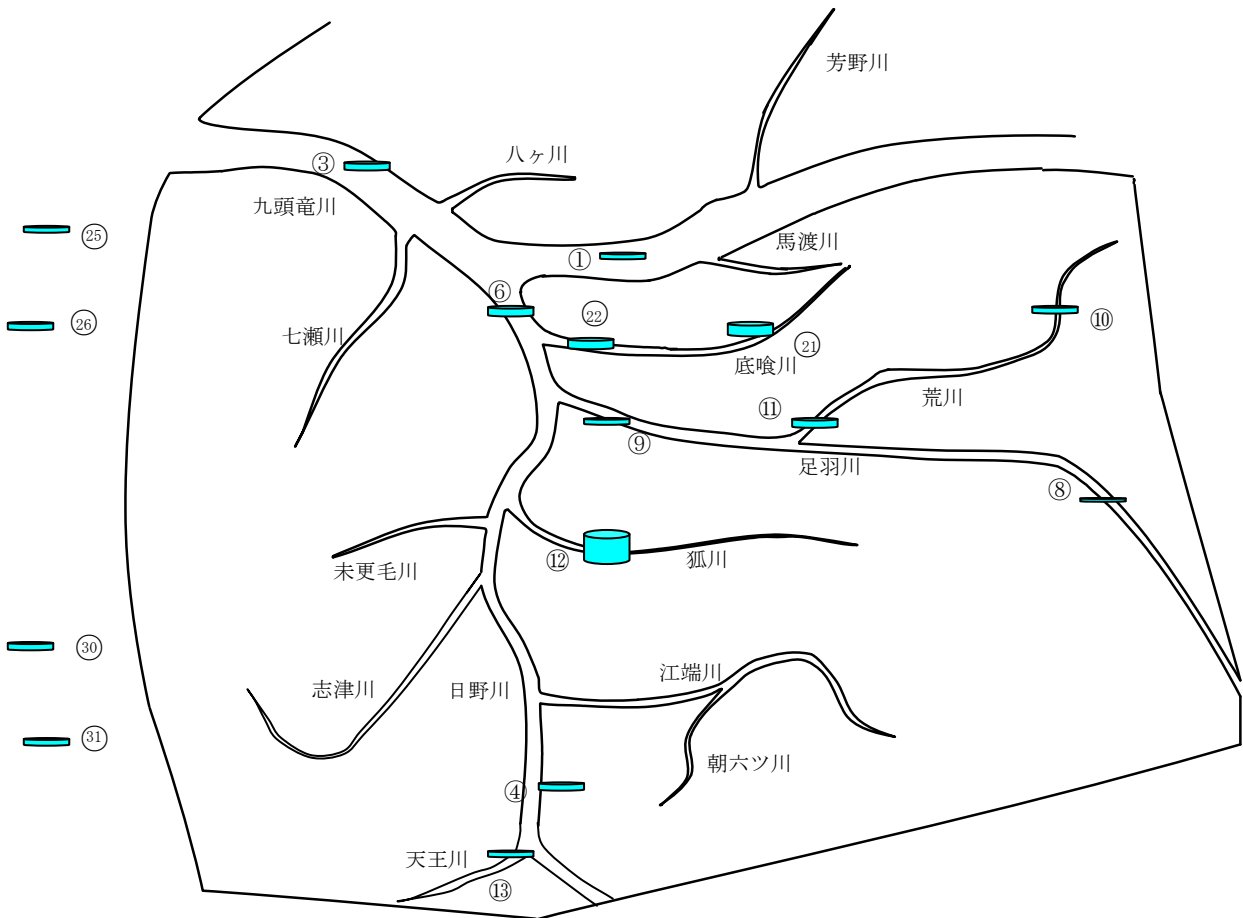 芳野川
③
八ヶ川
九頭竜川
㉕
馬渡川
①
⑥
㉖
㉒
⑩
七瀬川
㉑
底喰川
荒川
⑪
⑨
足羽川
⑧
⑫
狐川
未更毛川
㉚
江端川
志津川
日野川
㉛
朝六ツ川
④
天王川
⑬